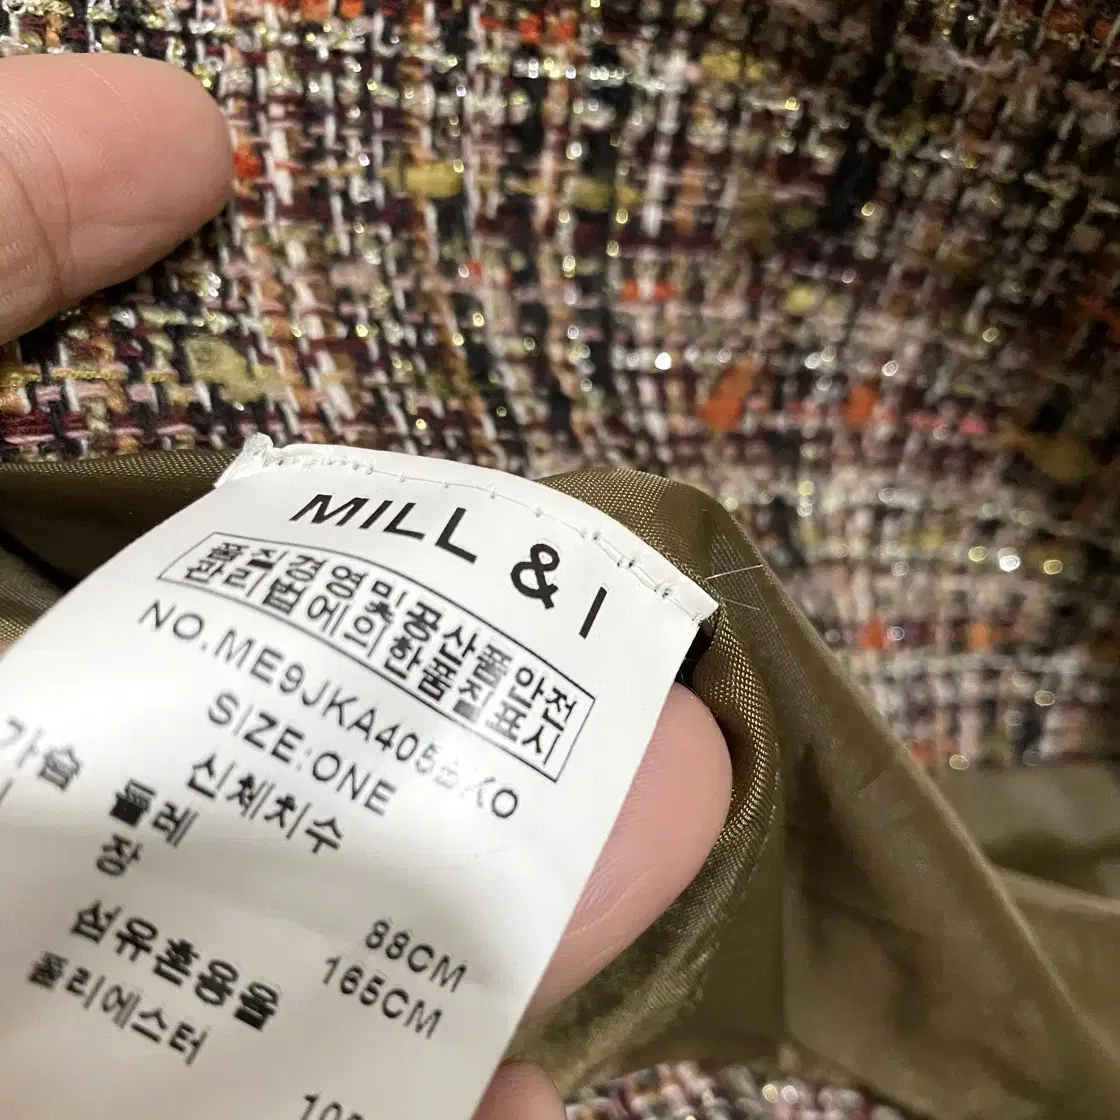 MILL & I
품질경영및공산품안전
관리법에의한품질표시
NO.ME9JKA405
SIZE:ONE
신체치수
가슴둘레 88CM
장 165CM
섬유혼용율
폴리에스터